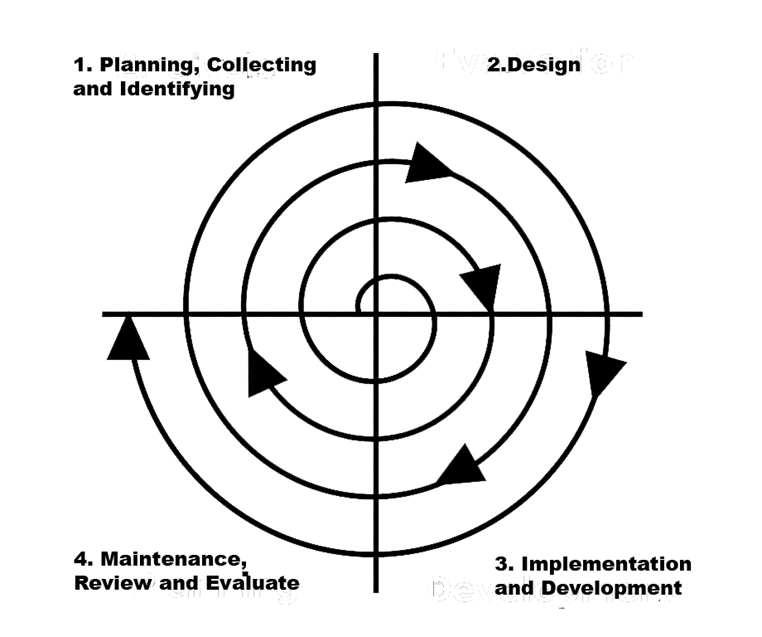 1. Planning, Collecting
and Identifying
2.Design
4. Maintenance,
Review and Evaluate
3. Implementation
and Development